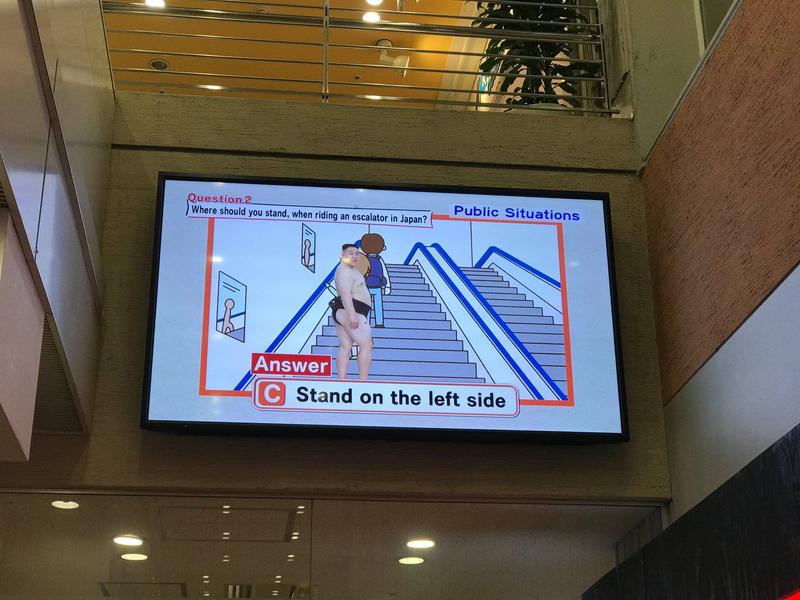 Question 2
Where should you stand, when riding an escalator in Japan?
Public Situations
Answer
C Stand on the left side